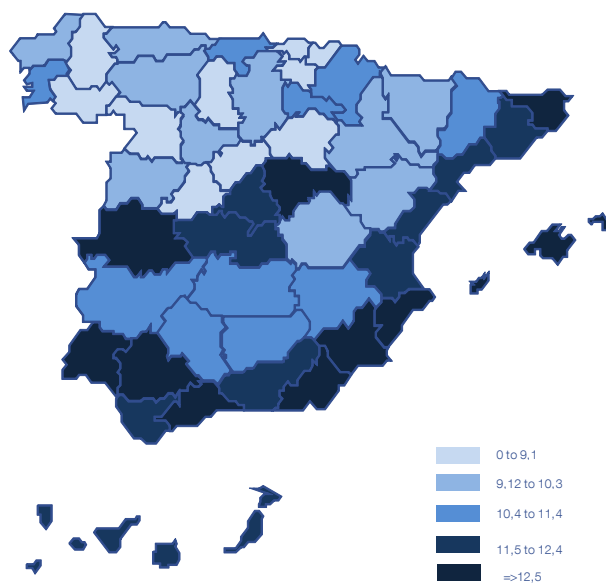 0 to 9,1
9,12 to 10,3
10,4 to 11,4
11,5 to 12,4
=>12,5